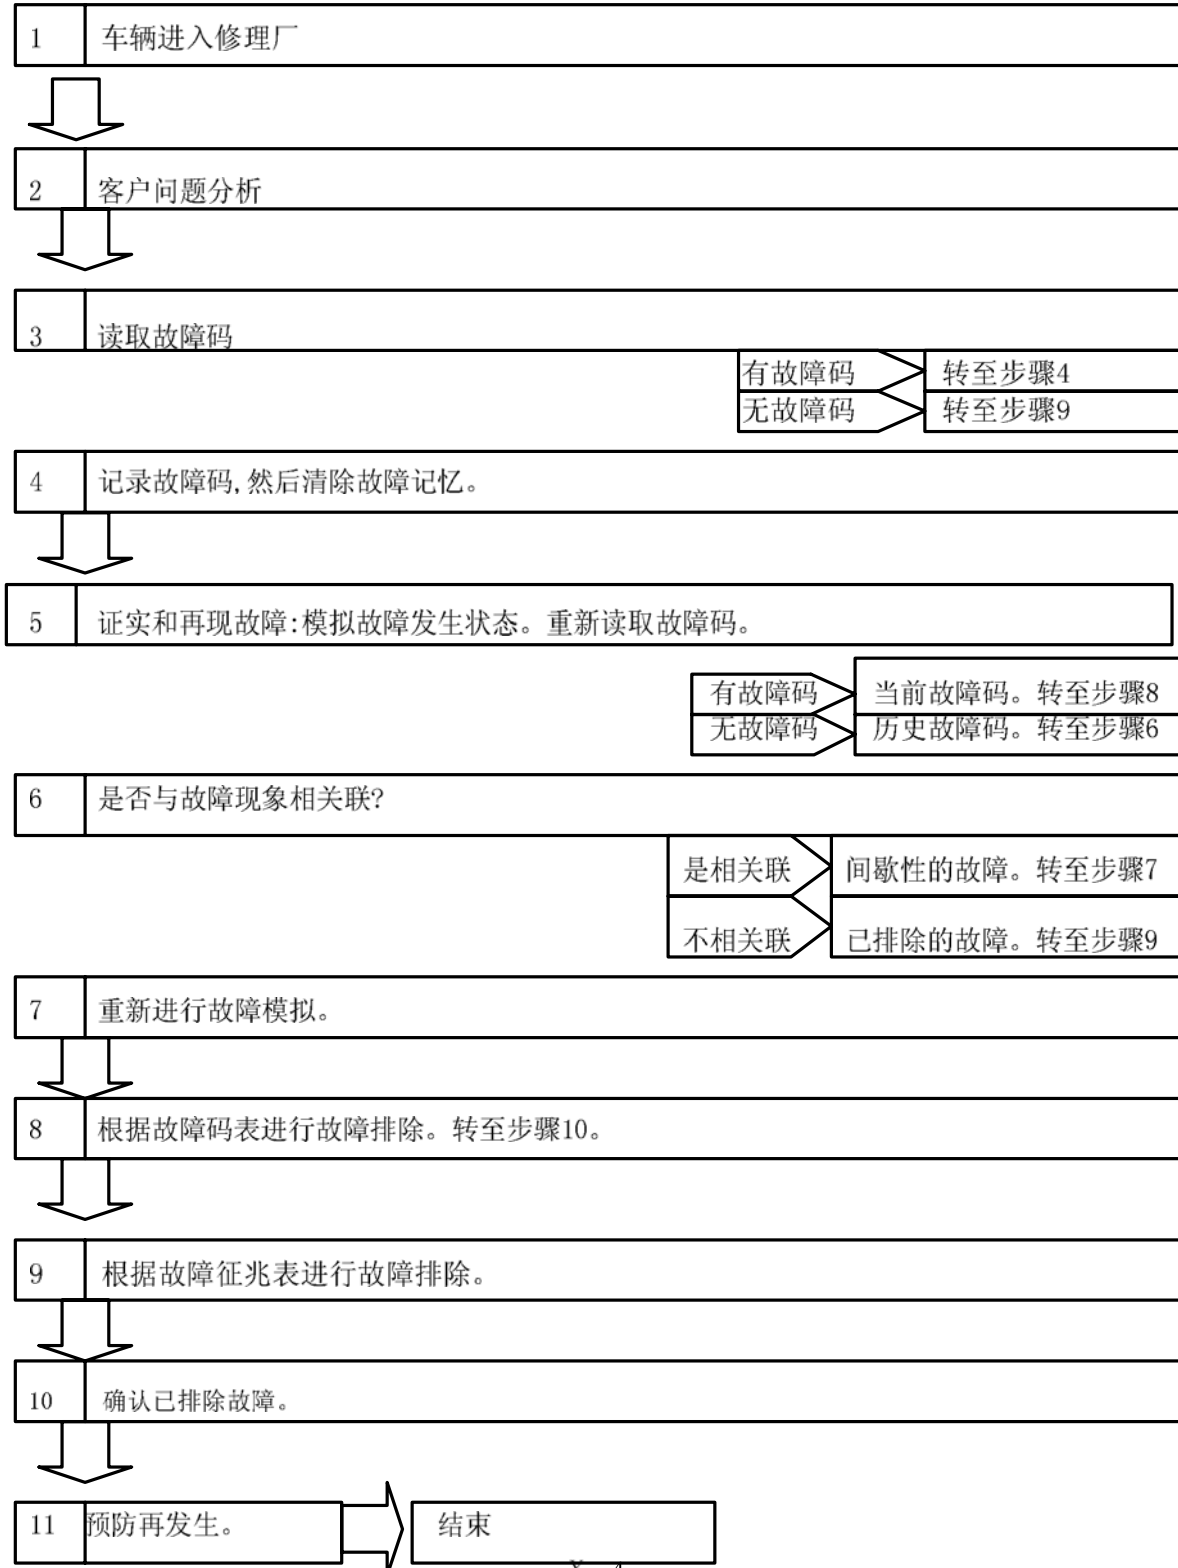 1 车辆进入修理厂
2 客户问题分析
3 读取故障码
有故障码 转至步骤4
无故障码 转至步骤9
4 记录故障码,然后清除故障记忆。
5 证实和再现故障:模拟故障发生状态。重新读取故障码。
有故障码 当前故障码。转至步骤8
无故障码 历史故障码。转至步骤6
6 是否与故障现象相关联?
是相关联 间歇性的故障。转至步骤7
不相关联 已排除的故障。转至步骤9
7 重新进行故障模拟。
8 根据故障码表进行故障排除。转至步骤10。
9 根据故障征兆表进行故障排除。
10 确认已排除故障。
11 预防再发生。 结束